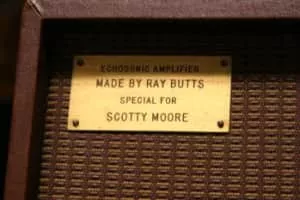 ECHOSONIC AMPLIFIER
MADE BY RAY BUTTS
SPECIAL FOR
SCOTTY MOORE